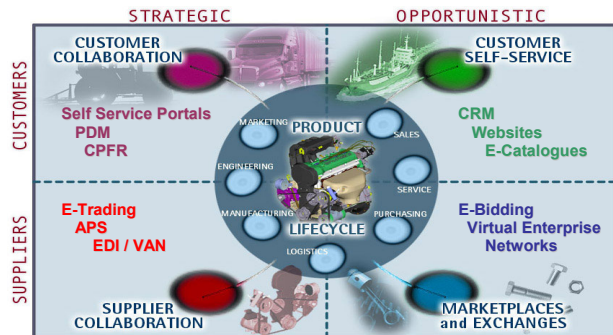 STRATEGIC
OPPORTUNISTIC
CUSTOMERS
CUSTOMER
COLLABORATION
CUSTOMER
SELF-SERVICE
Self Service Portals
PDM
CPFR
CRM
Websites
E-Catalogues
MARKETING
PRODUCT
SALES
ENGINEERING
SERVICE
MANUFACTURING
PURCHASING
LIFECYCLE
LOGISTICS
SUPPLIERS
E-Trading
APS
EDI / VAN
E-Bidding
Virtual Enterprise
Networks
SUPPLIER
COLLABORATION
MARKETPLACES
and EXCHANGES